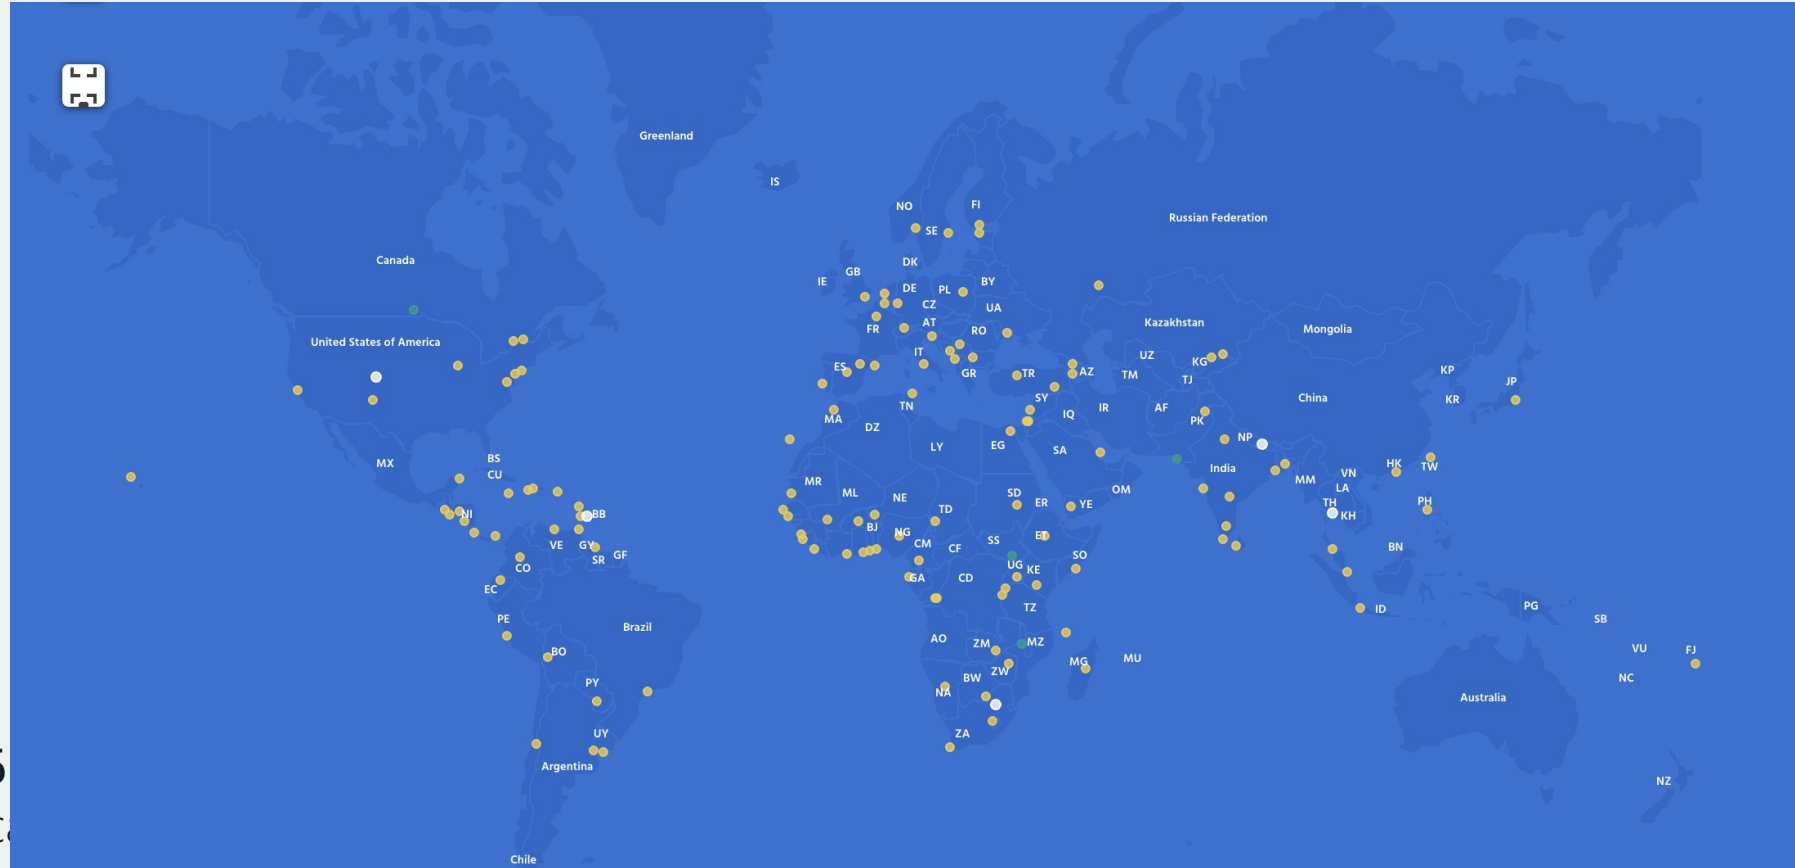 Greenland
IS
NO
FI
SE
Russian Federation
Canada
DK
GB
IE
DE
PL
BY
CZ
UA
AT
FR
RO
Kazakhstan
Mongolia
United States of America
IT
UZ
KG
ES
GR
TR
AZ
TM
TJ
KP
JP
SY
KR
China
TN
IQ
IR
AF
MA
DZ
PK
LY
EG
SA
NP
MX
BS
CU
India
HK
TW
VN
MM
LA
MR
ML
NE
SD
ER
OM
YE
TH
KH
PH
NI
BB
TD
BJ
NG
ET
VE
GY
CM
CF
SS
SO
BN
SR
GF
CO
UG
KE
EC
GA
CD
TZ
ID
PG
PE
Brazil
SB
AO
ZM
MZ
BO
MG
MU
VU
FJ
PY
NA
BW
ZW
NC
Australia
UY
ZA
Argentina
NZ
Chile